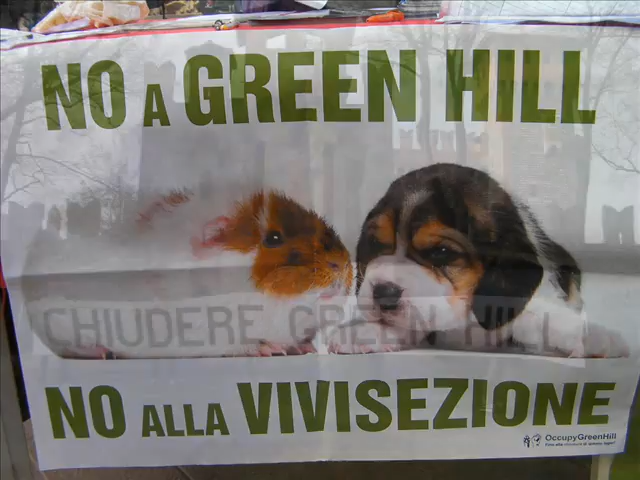 NO A GREEN HILL
CHIUDERE GREEN HILL
NO ALLA VIVISEZIONE
OccupyGreenHill